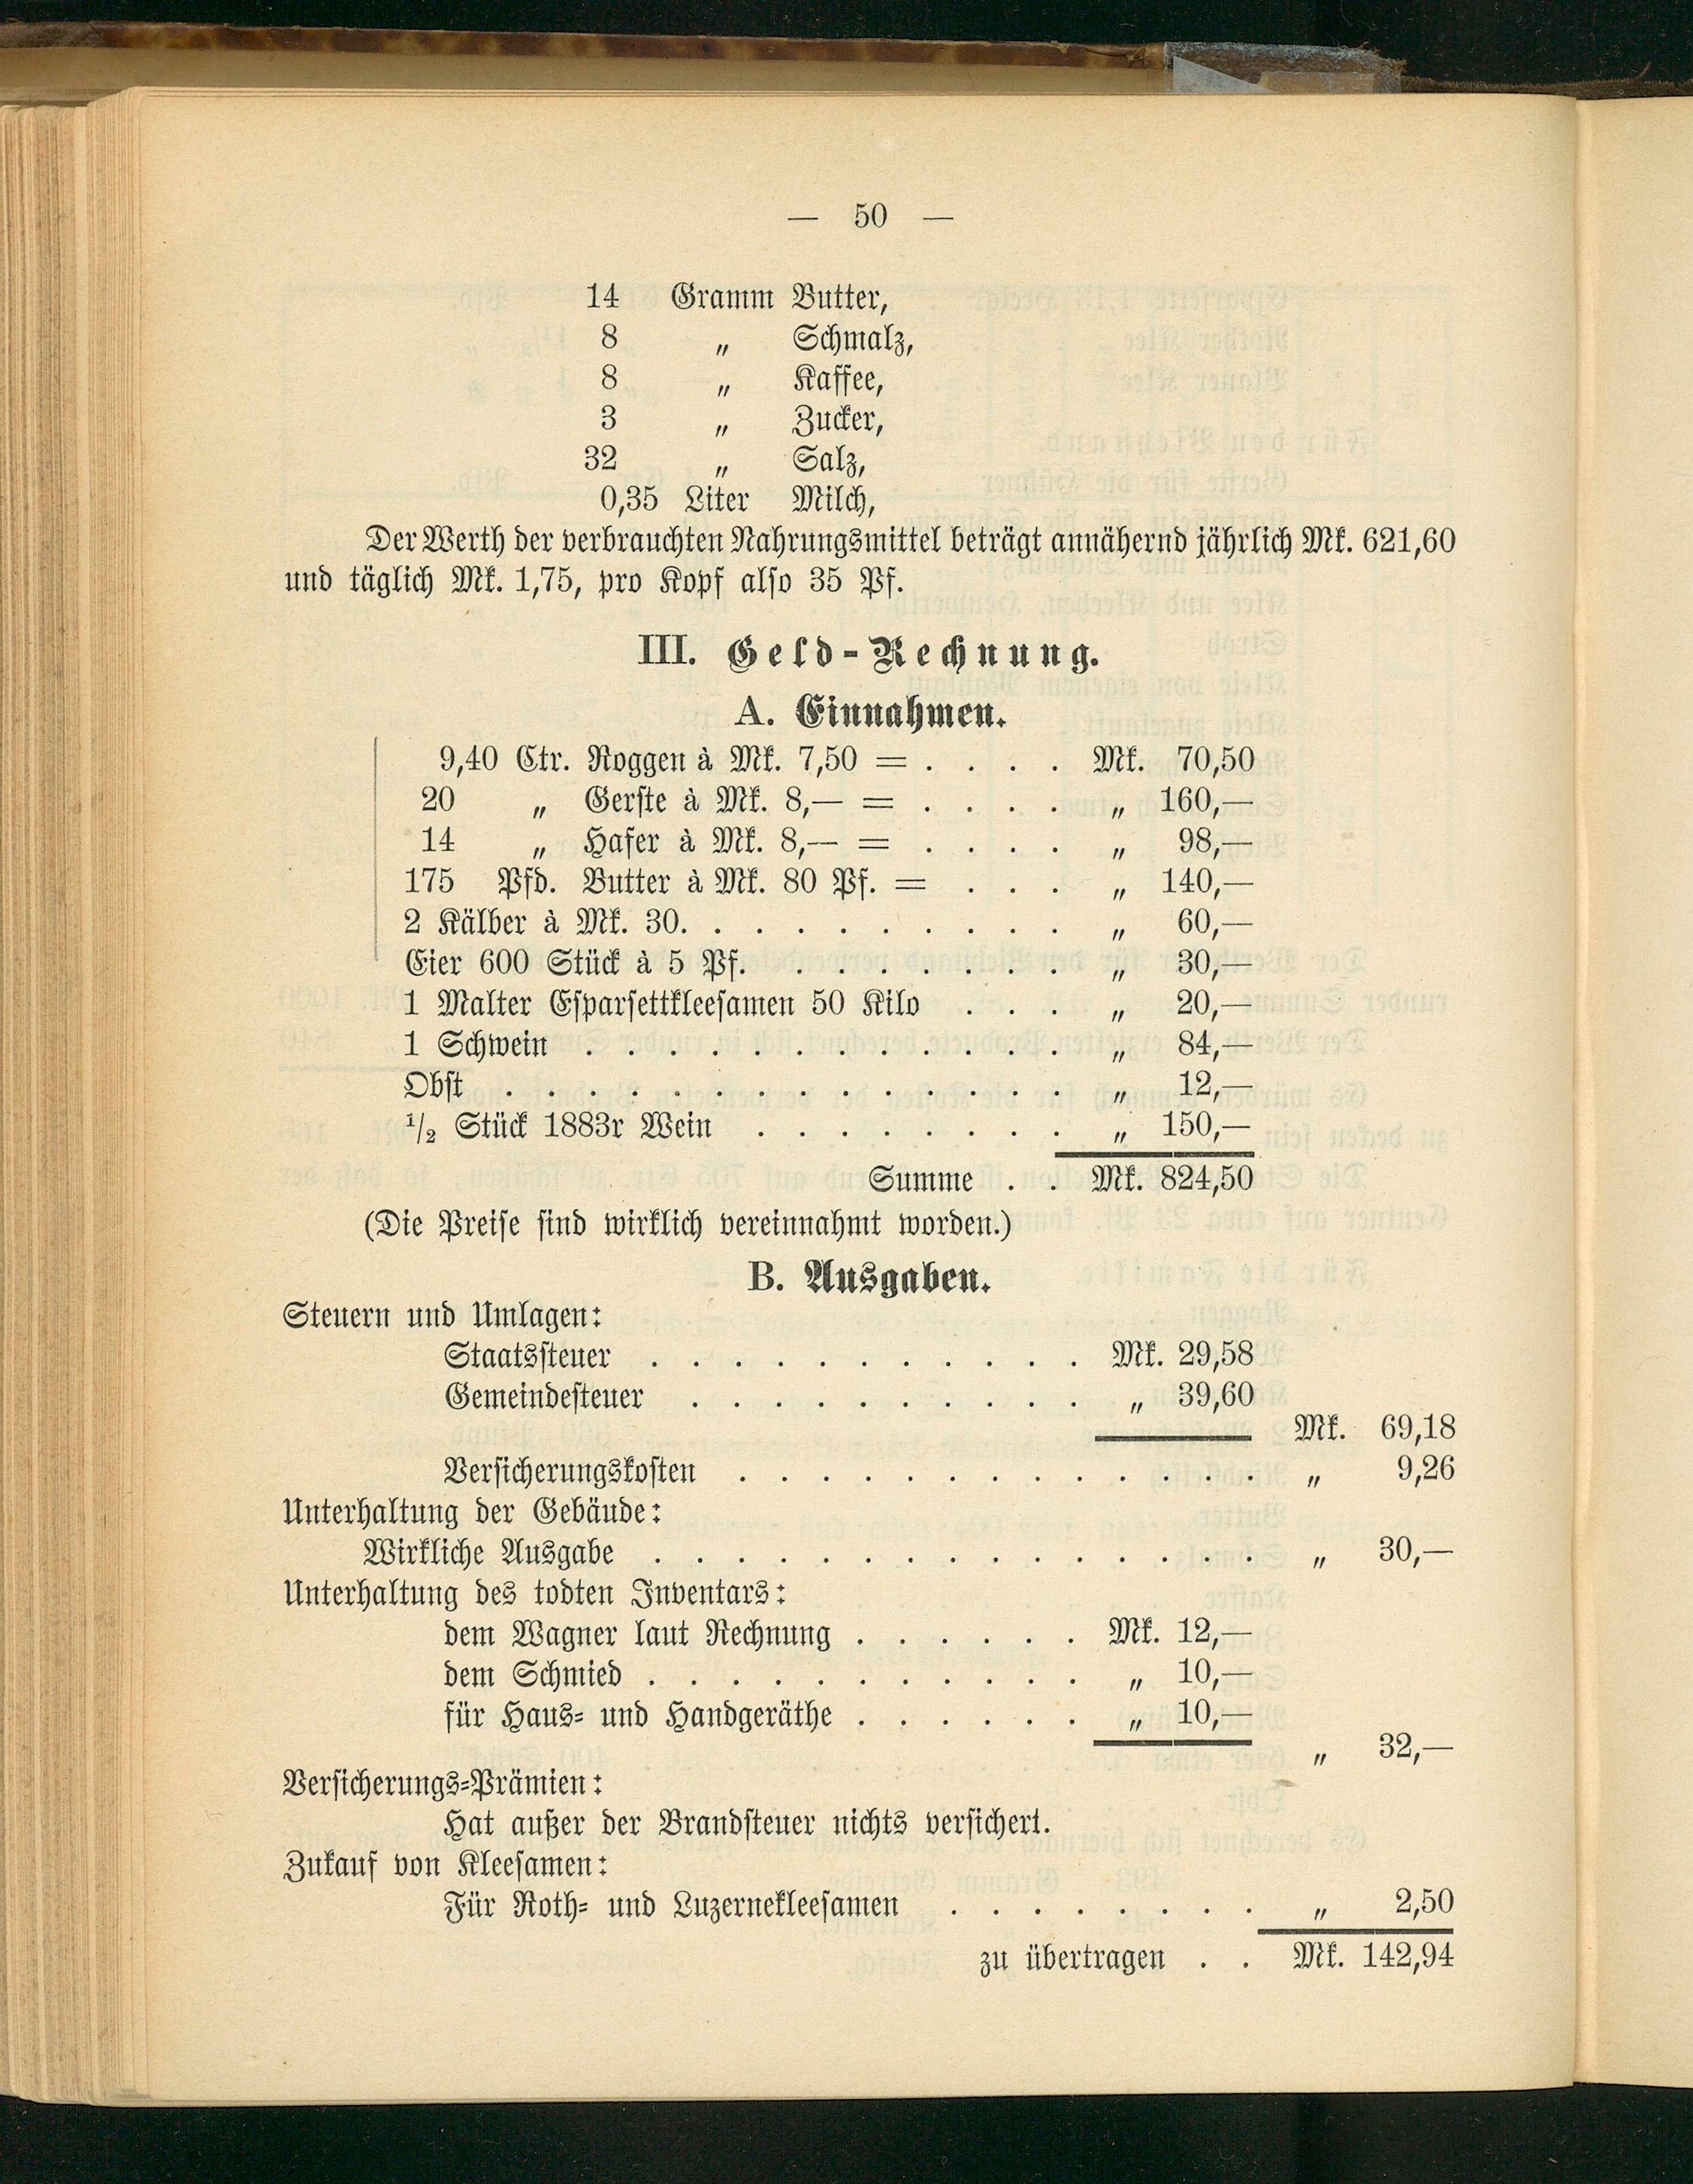 — 50 —
14 Gramm Butter,
8 „ Schmalz,
8 „ Kaffee,
3 „ Zucker,
32 „ Salz,
0,35 Liter Milch,
Der Werth der verbrauchten Nahrungsmittel beträgt annähernd jährlich Mk. 621,60
und täglich Mk. 1,75, pro Kopf also 35 Pf.
III. Geld-Rechnung.
A. Einnahmen.
9,40 Ctr. Roggen à Mk. 7,50 = . . . . Mk. 70,50
20 „ Gerste à Mk. 8,— = . . . . „ 160,—
14 „ Hafer à Mk. 8,— = . . . . „ 98,—
175 Pfd. Butter à Mk. 80 Pf. = . . . „ 140,—
2 Kälber à Mk. 30. . . . . . . . . . „ 60,—
Eier 600 Stück à 5 Pf. . . . . . . . „ 30,—
1 Malter Esparsettkleesamen 50 Kilo . . . „ 20,—
1 Schwein . . . . . . . . . . . . „ 84,—
Obst . . . . . . . . . . . . . . „ 12,—
1/2 Stück 1883r Wein . . . . . . . . „ 150,—
Summe . . Mk. 824,50
(Die Preise sind wirklich vereinnahmt worden.)
B. Ausgaben.
Steuern und Umlagen:
Staatssteuer . . . . . . . . . . . Mk. 29,58
Gemeindesteuer . . . . . . . . . . „ 39,60
Mk. 69,18
Versicherungskosten . . . . . . . . . . . . . „ 9,26
Unterhaltung der Gebäude:
Wirkliche Ausgabe . . . . . . . . . . . . . . . „ 30,—
Unterhaltung des todten Inventars:
dem Wagner laut Rechnung . . . . . . Mk. 12,—
dem Schmied . . . . . . . . . . . „ 10,—
für Haus- und Handgeräthe . . . . . . „ 10,—
„ 32,—
Versicherungs-Prämien:
Hat außer der Brandsteuer nichts versichert.
Zukauf von Kleesamen:
Für Roth- und Luzernekleesamen . . . . . . . . „ 2,50
zu übertragen . . Mk. 142,94